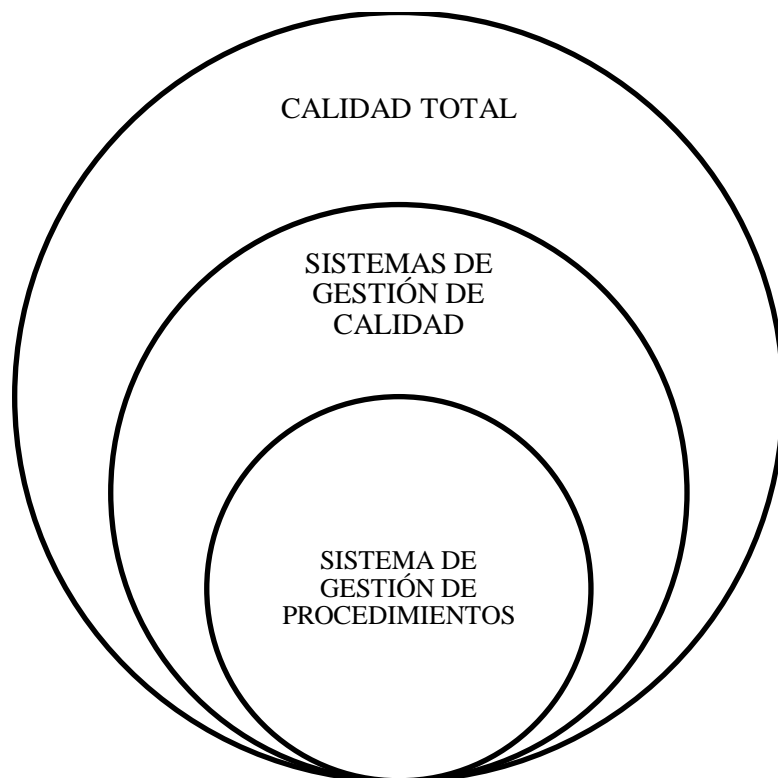 CALIDAD TOTAL
SISTEMAS DE
GESTIÓN DE
CALIDAD
SISTEMA DE
GESTIÓN DE
PROCEDIMIENTOS